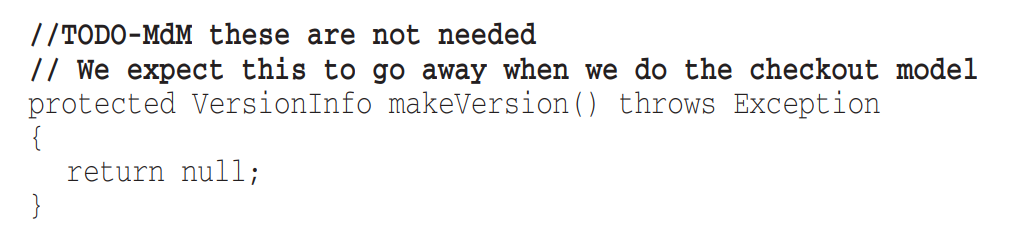 //TODO-MdM these are not needed
// We expect this to go away when we do the checkout model
protected VersionInfo makeVersion() throws Exception
{
  return null;
}